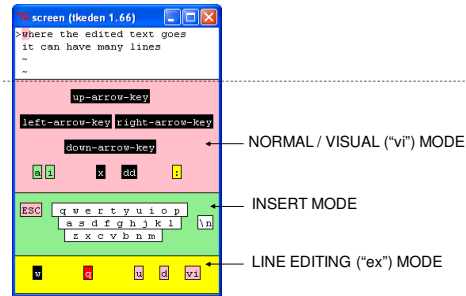 screen (tkeden 1.66)
>where the edited text goes
it can have many lines
~
~
up-arrow-key
left-arrow-key right-arrow-key
down-arrow-key
a i x dd :
NORMAL / VISUAL (“vi”) MODE
ESC q w e r t y u i o p
a s d f g h j k l \n
z x c v b n m
INSERT MODE
w q u d vi
LINE EDITING (“ex”) MODE